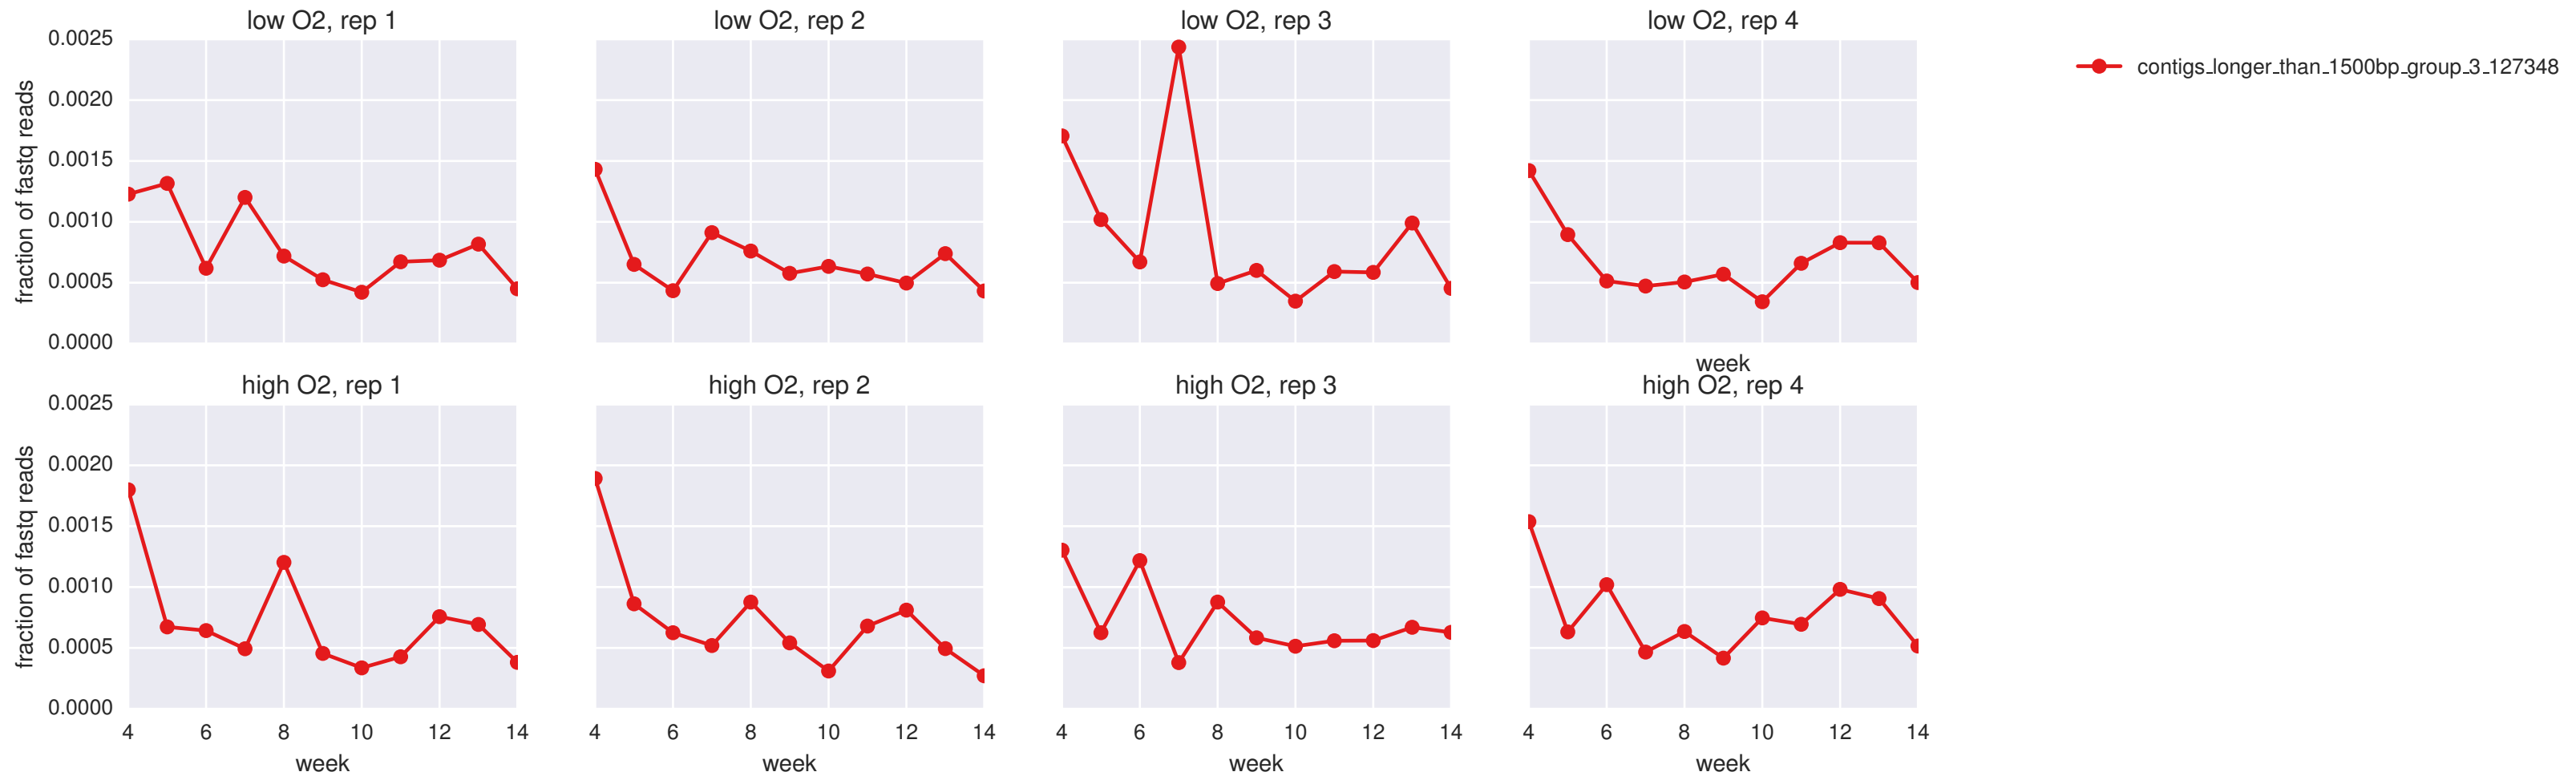 low O2, rep 1
low O2, rep 2
low O2, rep 3
low O2, rep 4
0.0025
0.0020
0.0015
0.0010
0.0005
0.0000
fraction of fastq reads
contigs_longer_than_1500bp_group_3_127348
week
high O2, rep 1
high O2, rep 2
high O2, rep 3
high O2, rep 4
0.0025
0.0020
0.0015
0.0010
0.0005
0.0000
fraction of fastq reads
4 6 8 10 12 14
4 6 8 10 12 14
4 6 8 10 12 14
4 6 8 10 12 14
week
week
week
week